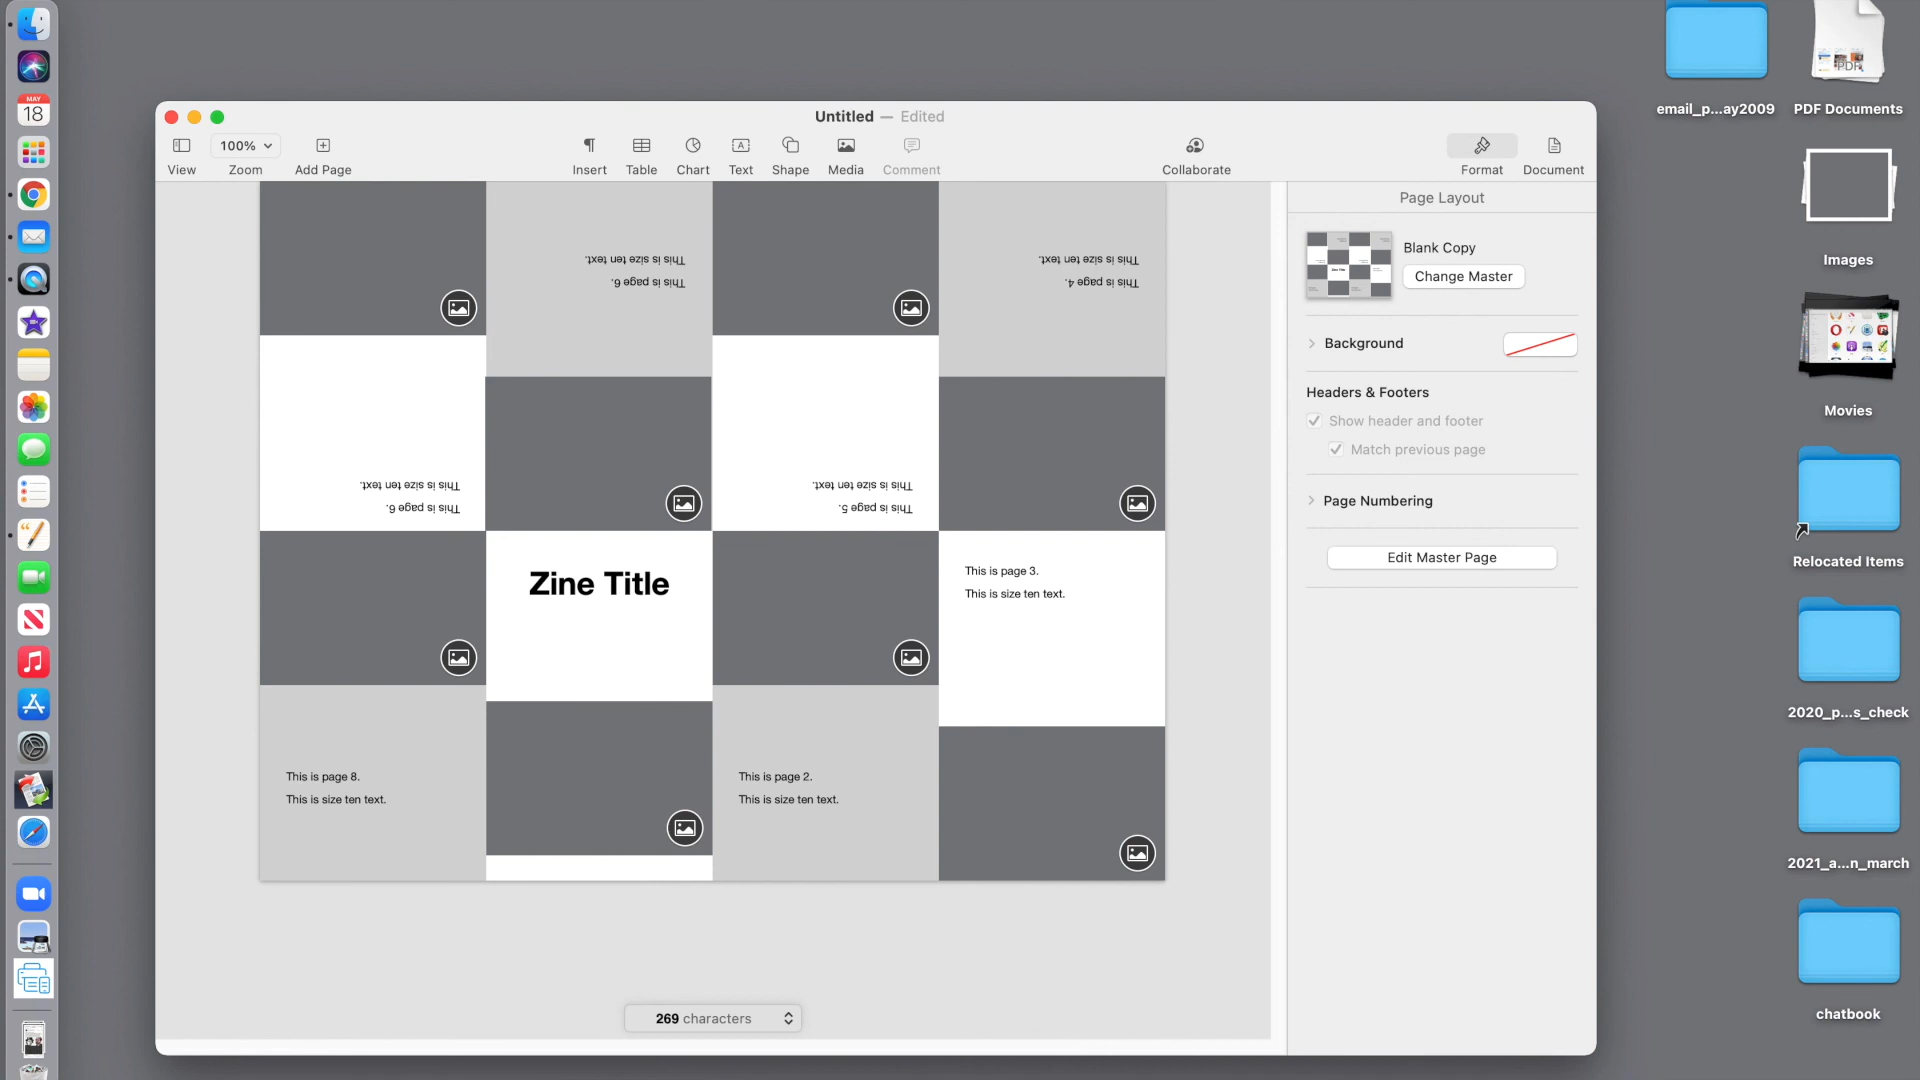 Untitled — Edited
100%
View
Zoom
Add Page
Insert
Table
Chart
Text
Shape
Media
Comment
Collaborate
Format
Document
Page Layout
Blank Copy
Change Master
Background
Headers & Footers
Show header and footer
Match previous page
Page Numbering
Edit Master Page
This is size ten text.
This is page 6.
This is size ten text.
This is page 4.
This is size ten text.
This is page 6.
This is size ten text.
This is page 5.
Zine Title
This is page 3.
This is size ten text.
This is page 8.
This is size ten text.
This is page 2.
This is size ten text.
269 characters
MAY
18
PDF
email_p...ay2009
PDF Documents
Images
Movies
Relocated Items
2020_p...s_check
2021_a...n_march
chatbook